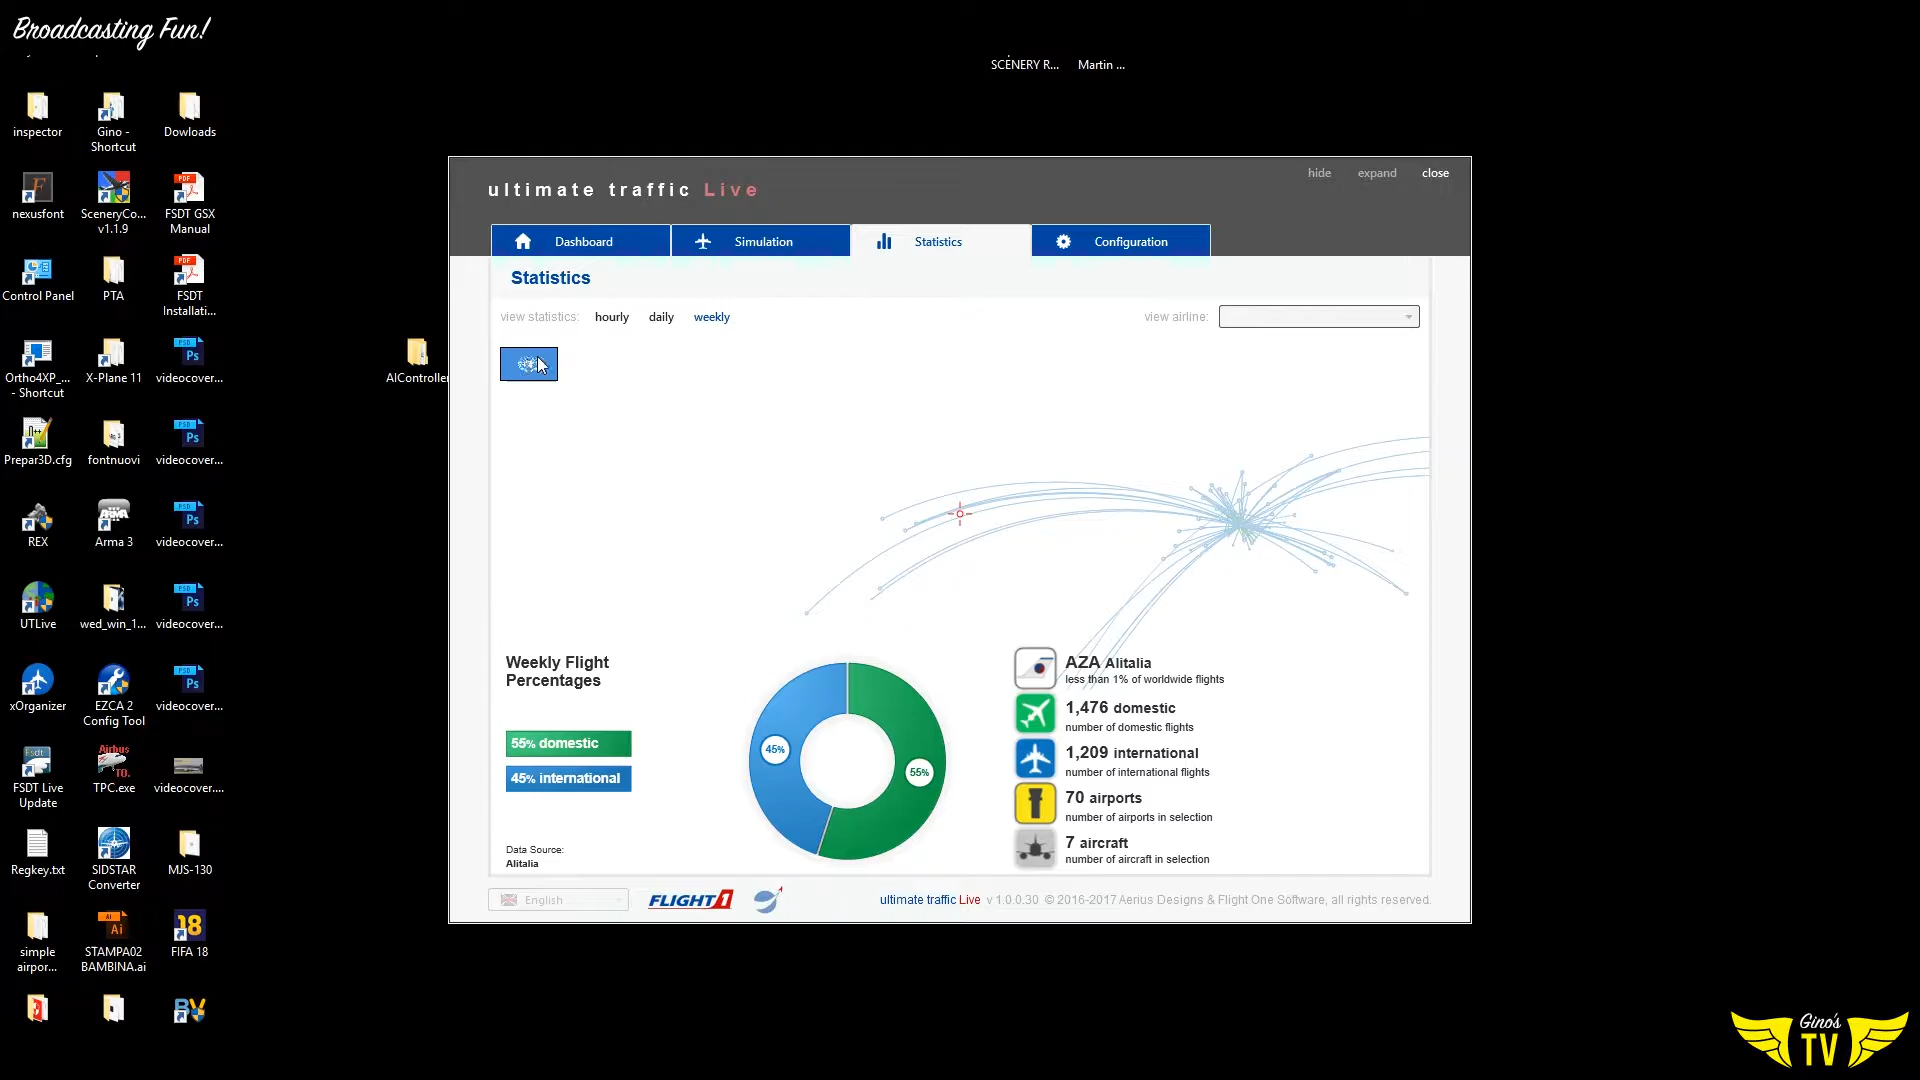 Broadcasting Fun!
SCENERY R...
Martin ...
inspector
Gino -
Shortcut
Dowloads
nexusfont
SceneryCo...
v1.1.9
FSDT GSX
Manual
Control Panel
PTA
FSDT
Installati...
Ortho4XP_...
- Shortcut
X-Plane 11
videocover...
AIController
Prepar3D.cfg
fontnuovi
videocover...
REX
Arma 3
videocover...
UTLive
wed_win_1...
videocover...
xOrganizer
EZCA 2
Config Tool
videocover...
FSDT Live
Update
TPC.exe
videocover....
Regkey.txt
SIDSTAR
Converter
MJS-130
simple
airpor...
STAMPA02
BAMBINA.ai
FIFA 18
ultimate traffic Live
hide
expand
close
Dashboard
Simulation
Statistics
Configuration
Statistics
view statistics:
hourly
daily
weekly
view airline:
Weekly Flight
Percentages
55% domestic
45% international
45%
55%
Data Source:
Alitalia
AZA Alitalia
less than 1% of worldwide flights
1,476 domestic
number of domestic flights
1,209 international
number of international flights
70 airports
number of airports in selection
7 aircraft
number of aircraft in selection
English
FLIGHT1
ultimate traffic Live v 1.0.0.30 © 2016-2017 Aerius Designs & Flight One Software, all rights reserved.
Gino's
TV